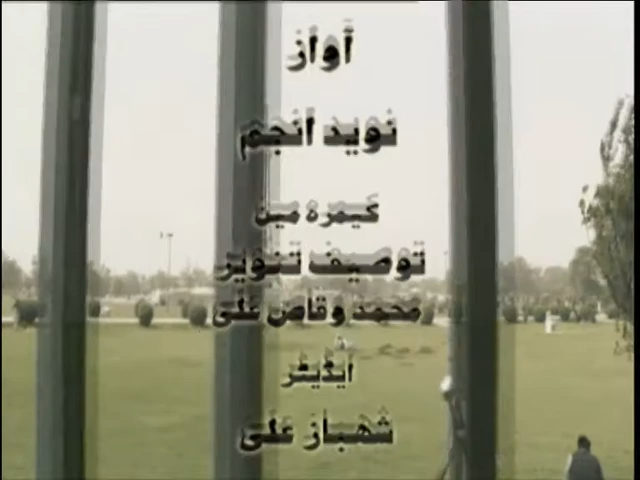 آواز
نوید انجم
کیمرہ مین
توصیف تنویر
محمد وقاص علی
ایڈیٹر
شہباز علی